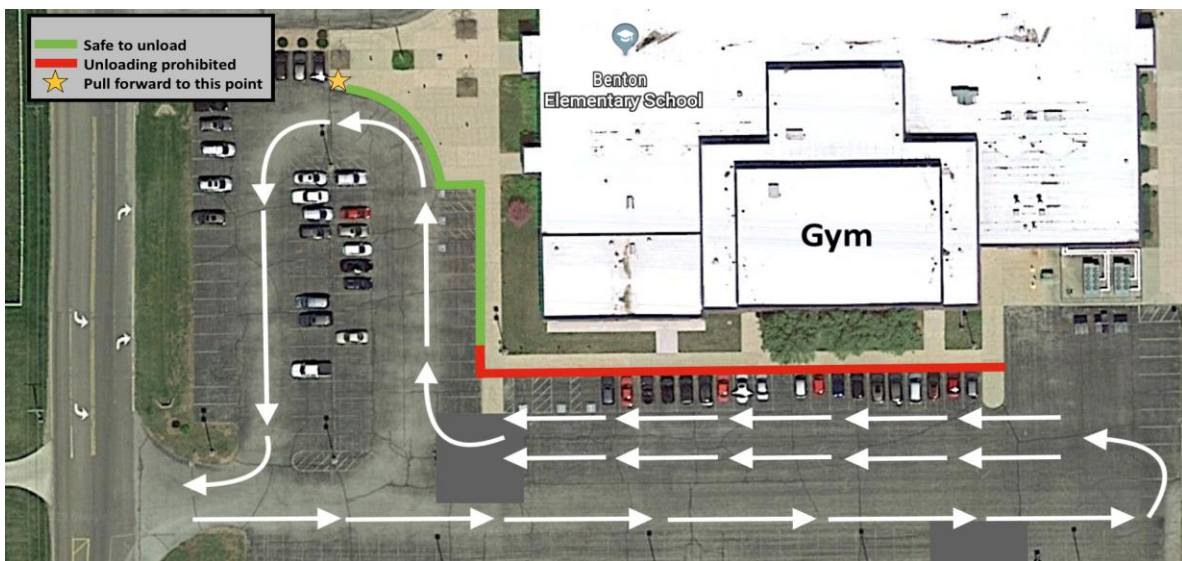 Safe to unload
Unloading prohibited
Pull forward to this point
Benton
Elementary School
Gym